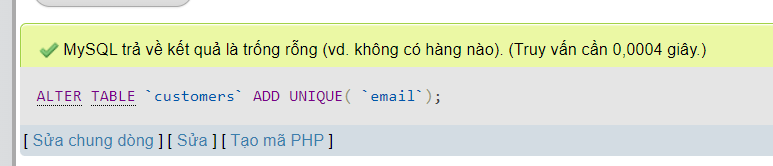 MySQL trả về kết quả là trống rỗng (vd. không có hàng nào). (Truy vấn cần 0,0004 giây.)
ALTER TABLE `customers` ADD UNIQUE( `email`);
[ Sửa chung dòng ] [ Sửa ] [ Tạo mã PHP ]